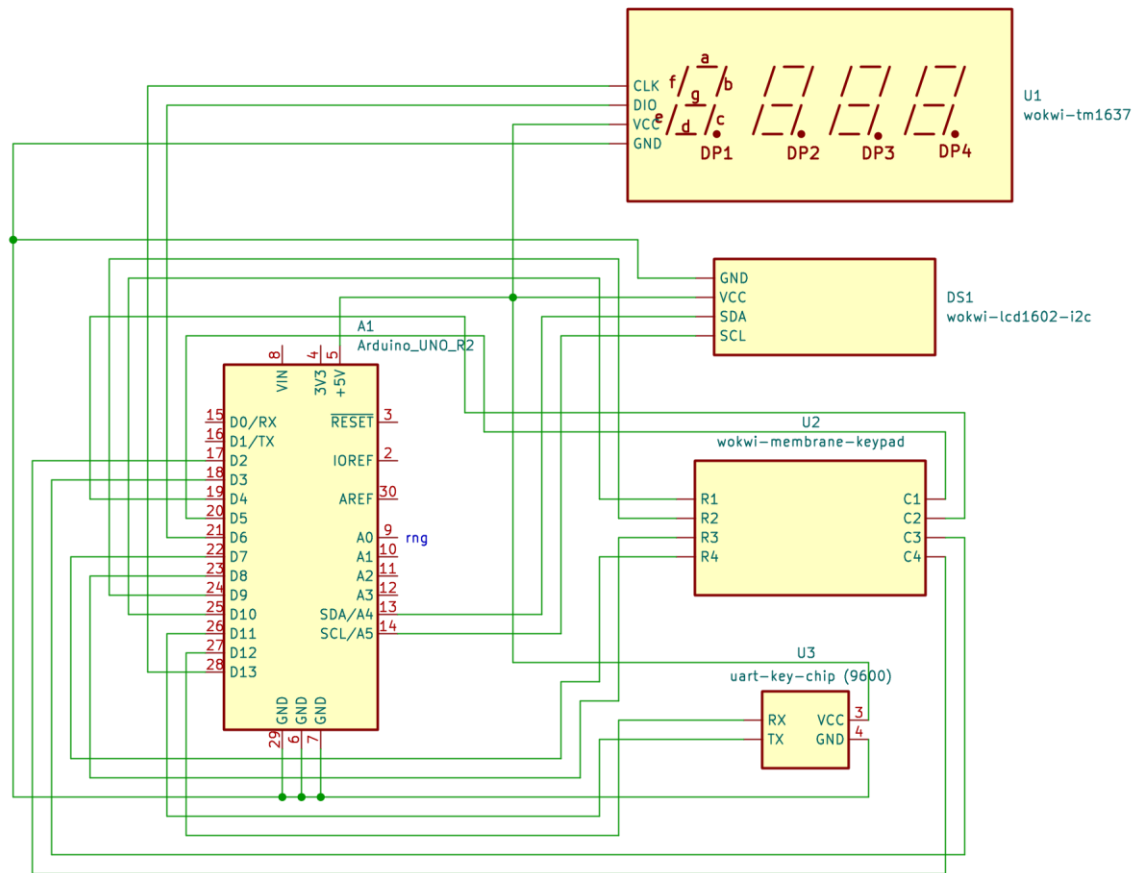 a
f
b
g
e
c
d
DP1
DP2
DP3
DP4
CLK
DIO
VCC
GND
U1
wokwi-tm1637
GND
VCC
SDA
SCL
DS1
wokwi-lcd1602-i2c
A1
Arduino_UNO_R2
8
4
5
VIN
3V3
+5V
15 D0/RX
16 D1/TX
17 D2
18 D3
19 D4
20 D5
21 D6
22 D7
23 D8
24 D9
25 D10
26 D11
27 D12
28 D13
RESET 3
IOREF 2
AREF 30
A0 9 rng
A1 10
A2 11
A3 12
SDA/A4 13
SCL/A5 14
GND
GND
GND
29
6
7
U2
wokwi-membrane-keypad
R1
R2
R3
R4
C1
C2
C3
C4
U3
uart-key-chip (9600)
RX
TX
VCC 3
GND 4